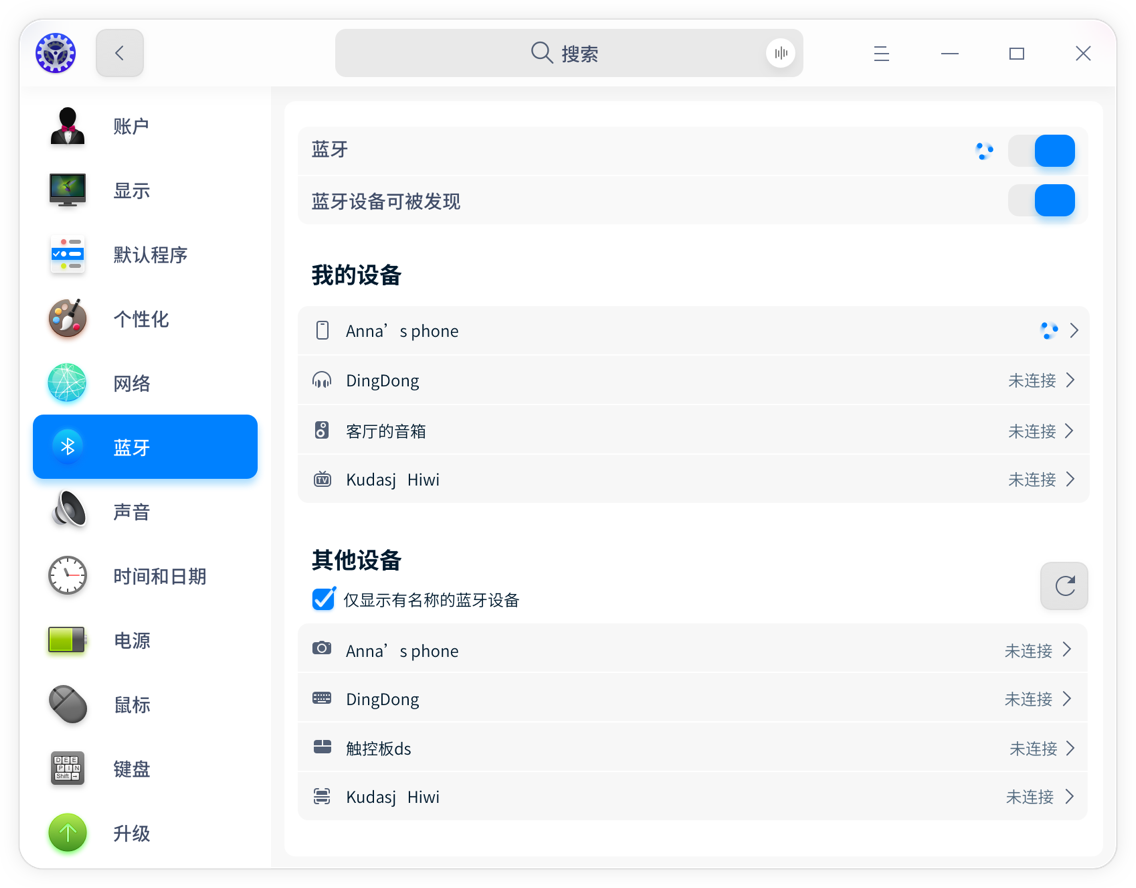 搜索
账户
显示
默认程序
个性化
网络
蓝牙
声音
时间和日期
电源
鼠标
键盘
升级
蓝牙
蓝牙设备可被发现
我的设备
Anna’s phone
DingDong 未连接
客厅的音箱 未连接
Kudasj Hiwi 未连接
其他设备
仅显示有名称的蓝牙设备
Anna’s phone 未连接
DingDong 未连接
触控板ds 未连接
Kudasj Hiwi 未连接